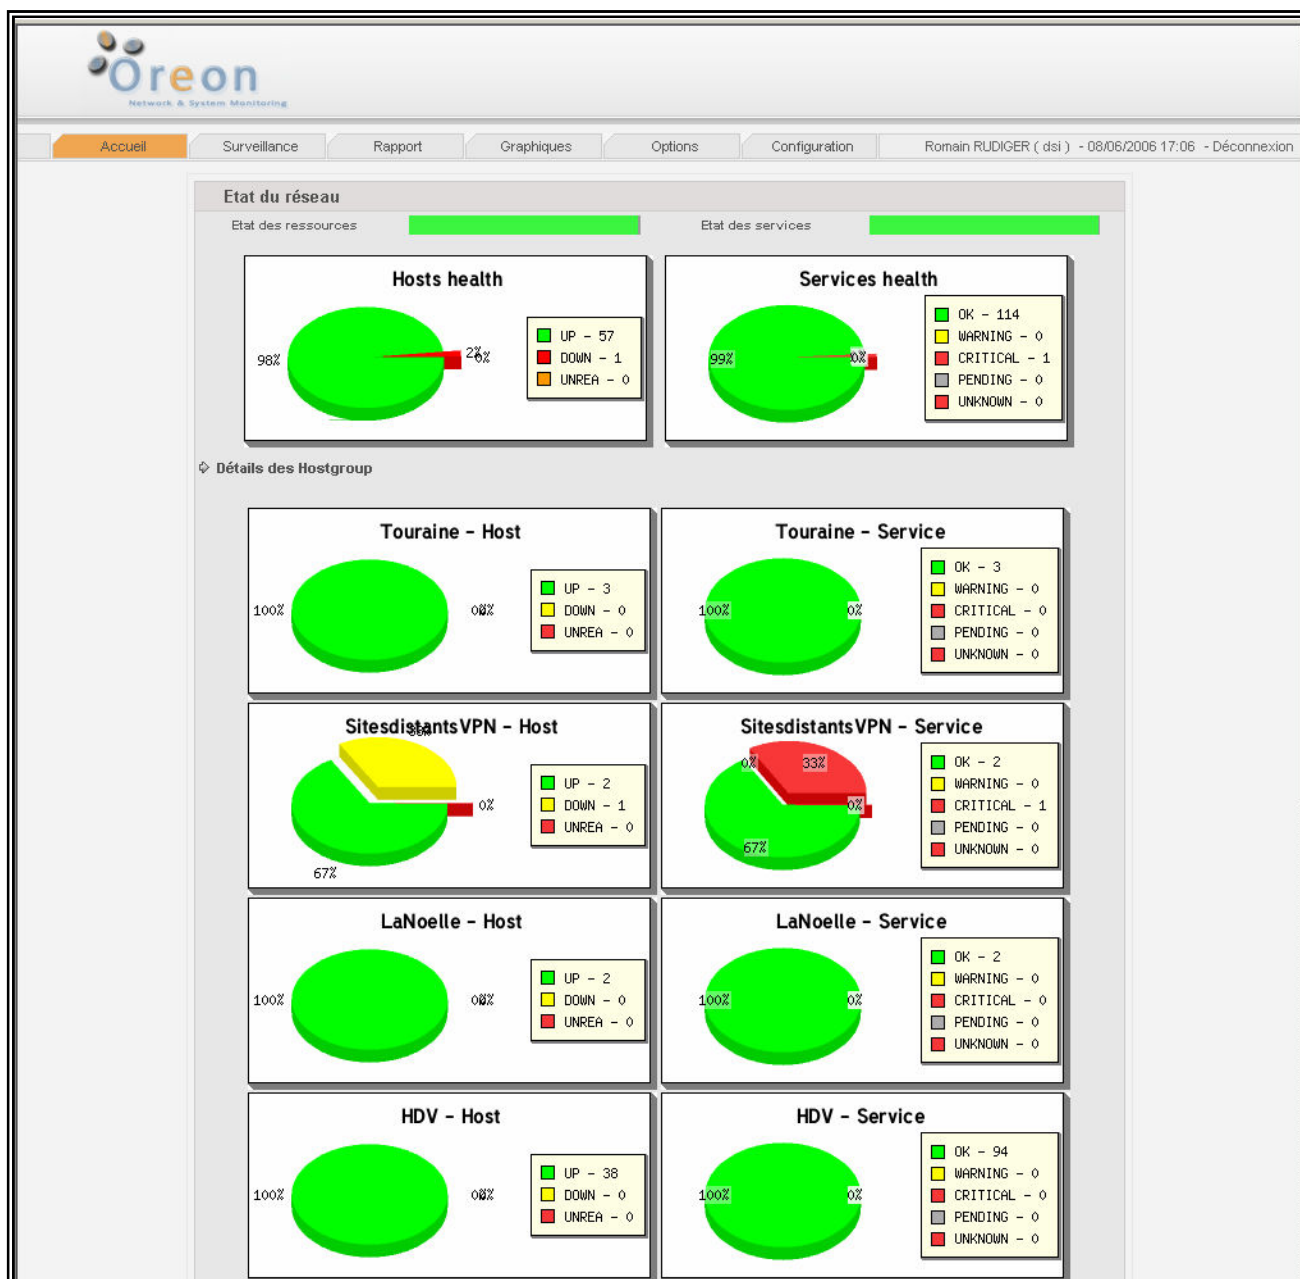 Oreon
Network & System Monitoring
Accueil Surveillance Rapport Graphiques Options Configuration Romain RUDIGER ( dsi ) - 08/06/2006 17:06 - Déconnexion
Etat du réseau
Etat des ressources Etat des services
Hosts health
98%
2%
0%
UP - 57
DOWN - 1
UNREA - 0
Services health
99%
0%
OK - 114
WARNING - 0
CRITICAL - 1
PENDING - 0
UNKNOWN - 0
Détails des Hostgroup
Touraine - Host
100%
0%
UP - 3
DOWN - 0
UNREA - 0
Touraine - Service
100%
0%
OK - 3
WARNING - 0
CRITICAL - 0
PENDING - 0
UNKNOWN - 0
SitesdistantsVPN - Host
0%
67%
UP - 2
DOWN - 1
UNREA - 0
SitesdistantsVPN - Service
0%
33%
0%
67%
OK - 2
WARNING - 0
CRITICAL - 1
PENDING - 0
UNKNOWN - 0
LaNoelle - Host
100%
0%
UP - 2
DOWN - 0
UNREA - 0
LaNoelle - Service
100%
0%
OK - 2
WARNING - 0
CRITICAL - 0
PENDING - 0
UNKNOWN - 0
HDV - Host
100%
0%
UP - 38
DOWN - 0
UNREA - 0
HDV - Service
100%
0%
OK - 94
WARNING - 0
CRITICAL - 0
PENDING - 0
UNKNOWN - 0